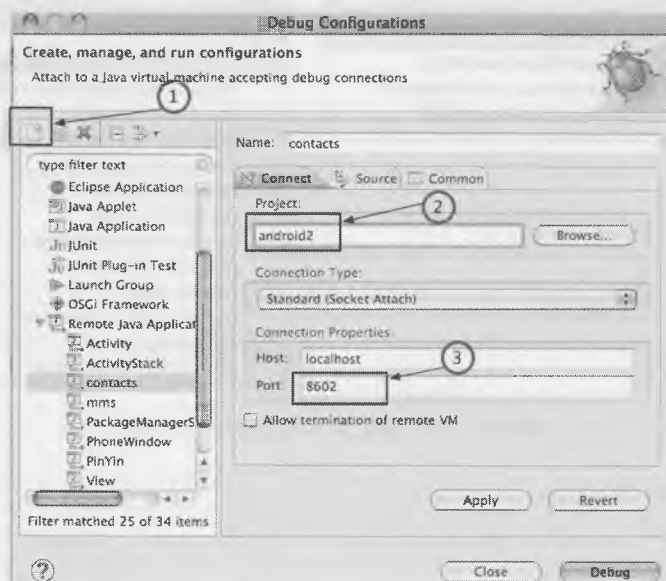 Debug Configurations
Create, manage, and run configurations
Attach to a Java virtual machine accepting debug connections
1
type filter text
Eclipse Application
Java Applet
Java Application
JUnit
JUnit Plug-in Test
Launch Group
OSGi Framework
Remote Java Applicat
Activity
ActivityStack
contacts
mms
PackageManagerS
PhoneWindow
PinYin
View
Filter matched 25 of 34 items
Name: contacts
Connect Source Common
Project:
2
android2 Browse...
Connection Type:
Standard (Socket Attach)
Connection Properties
Host: localhost
3
Port: 8602
Allow termination of remote VM
Apply Revert
? Close Debug